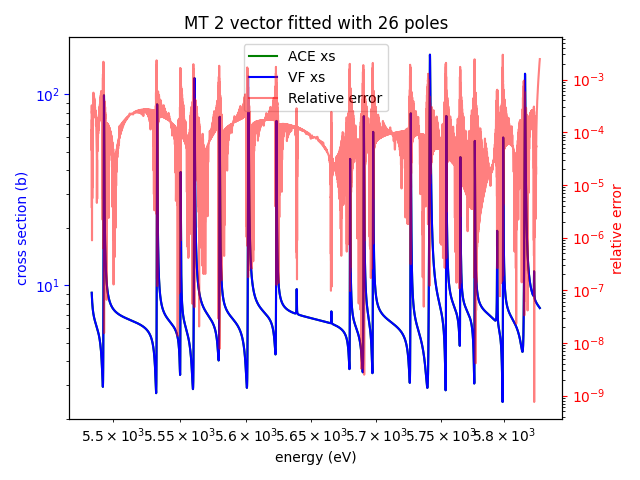 MT 2 vector fitted with 26 poles
ACE xs
VF xs
Relative error
cross section (b)
10²
10¹
relative error
10⁻³
10⁻⁴
10⁻⁵
10⁻⁶
10⁻⁷
10⁻⁸
10⁻⁹
5.5 × 10³ 5.55 × 10³ 5.6 × 10³ 5.65 × 10³ 5.7 × 10³ 5.75 × 10³ 5.8 × 10³
energy (eV)